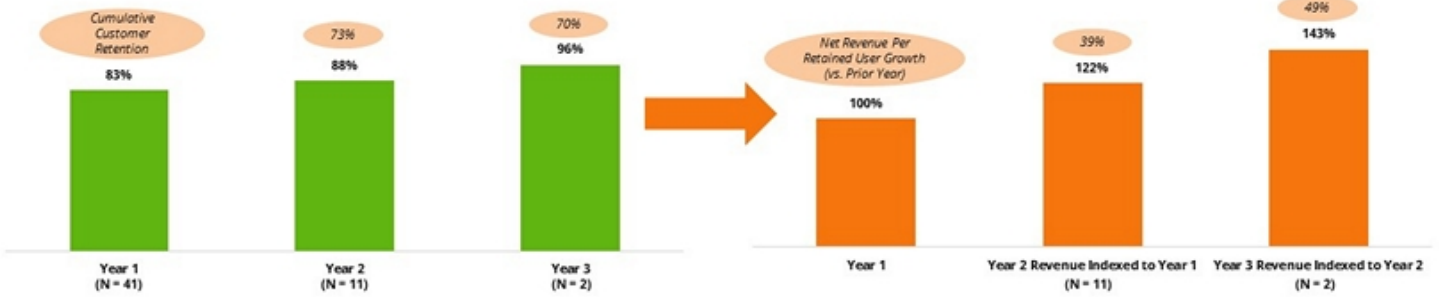 Cumulative
Customer
Retention
83%
73%
88%
70%
96%
Year 1
(N = 41)
Year 2
(N = 11)
Year 3
(N = 2)
Net Revenue Per
Retained User Growth
(vs. Prior Year)
100%
39%
122%
49%
143%
Year 1
Year 2 Revenue Indexed to Year 1
(N = 11)
Year 3 Revenue Indexed to Year 2
(N = 2)